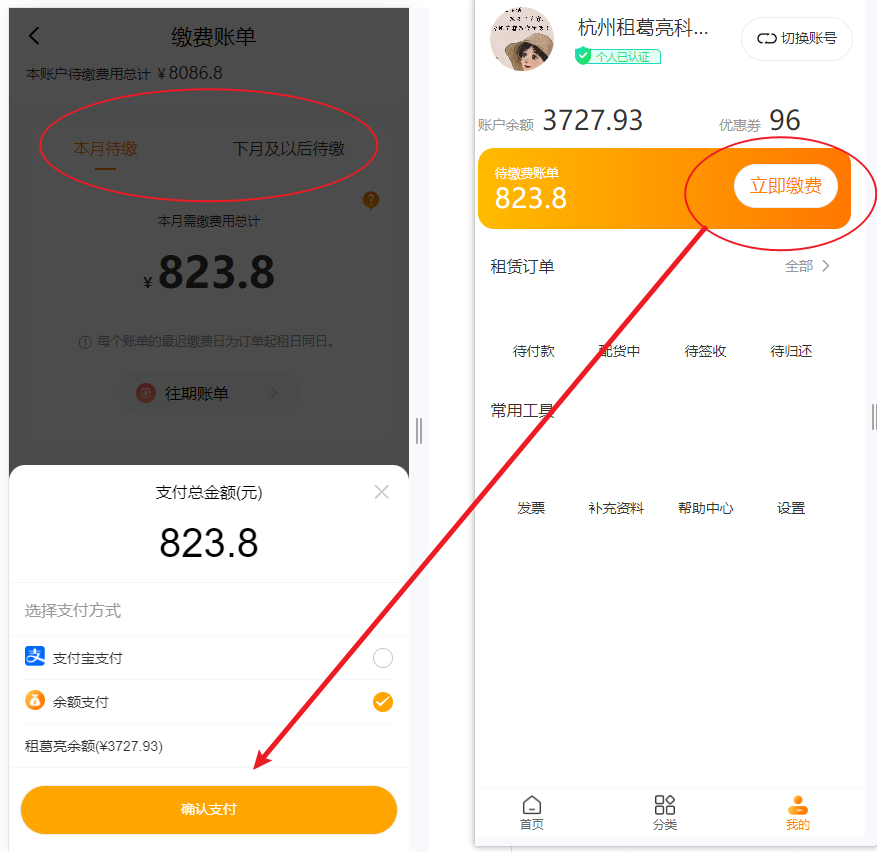 缴费账单
本账户待缴费用总计 ¥8086.8
本月待缴
下月及以后待缴
?
本月需缴费用总计
¥823.8
每个账单的最迟缴费日为订单起租日同日。
往期账单
支付总金额(元)
823.8
选择支付方式
支付宝支付
余额支付
租葛亮余额(¥3727.93)
确认支付
杭州租葛亮科...
个人已认证
切换账号
账户余额 3727.93
优惠券 96
待缴费账单
823.8
立即缴费
租赁订单
全部
待付款
配货中
待签收
待归还
常用工具
发票
补充资料
帮助中心
设置
首页
分类
我的